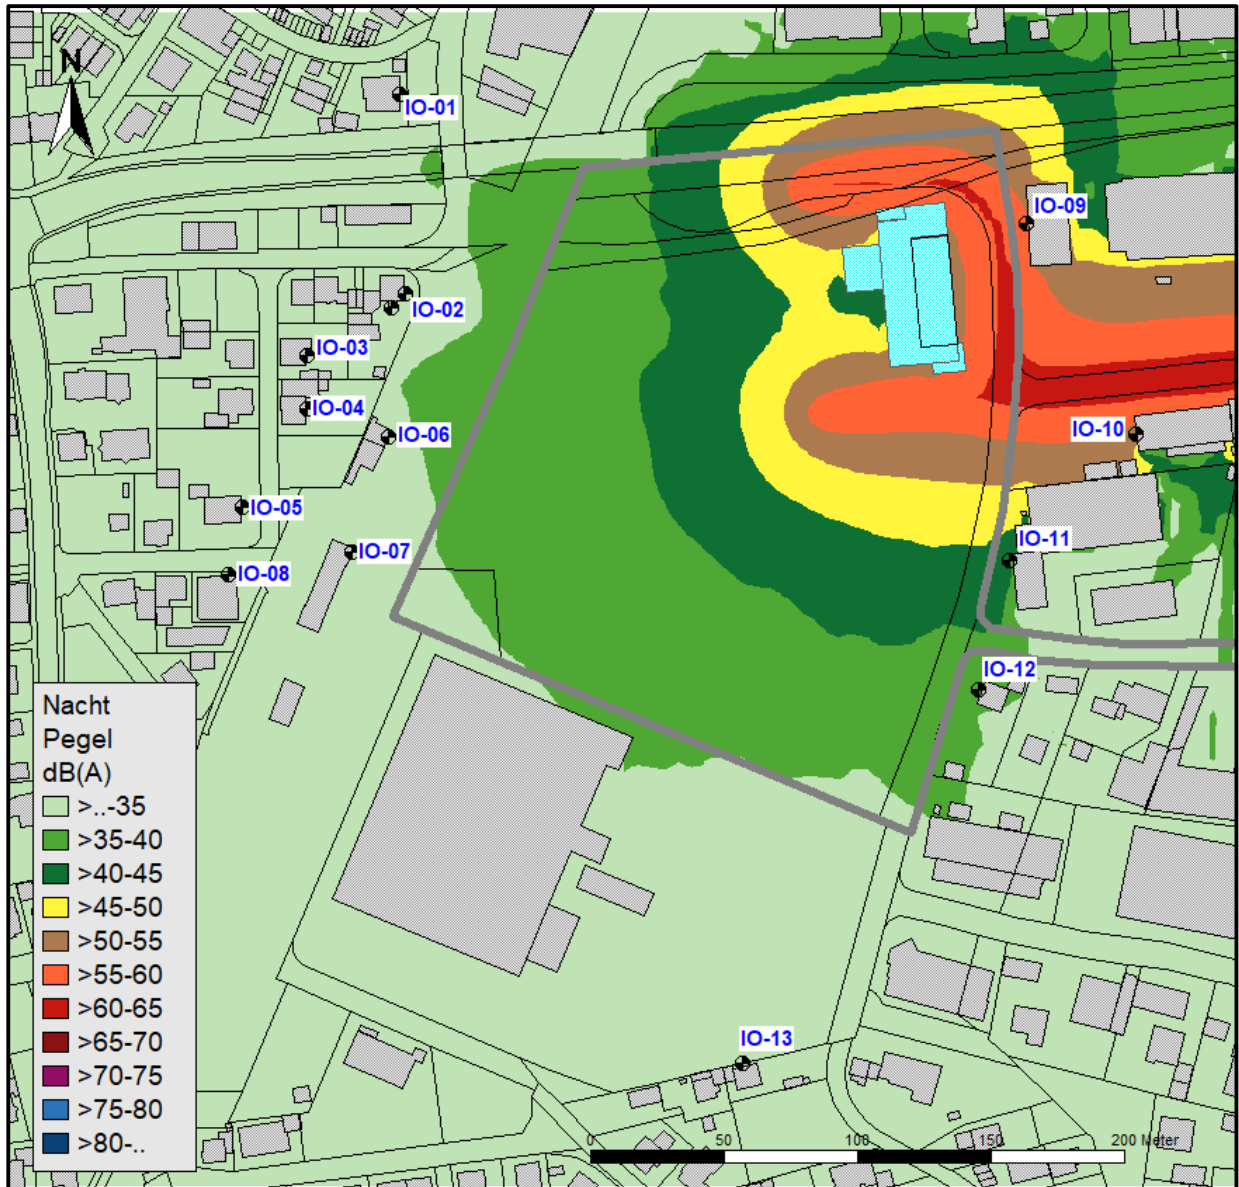 N
IO-01
IO-09
IO-02
IO-03
IO-04
IO-06
IO-10
IO-05
IO-07
IO-11
IO-08
IO-12
Nacht
Pegel
dB(A)
>..-35
>35-40
>40-45
>45-50
>50-55
>55-60
>60-65
>65-70
>70-75
>75-80
>80-..
IO-13
0 50 100 150 200 Meter